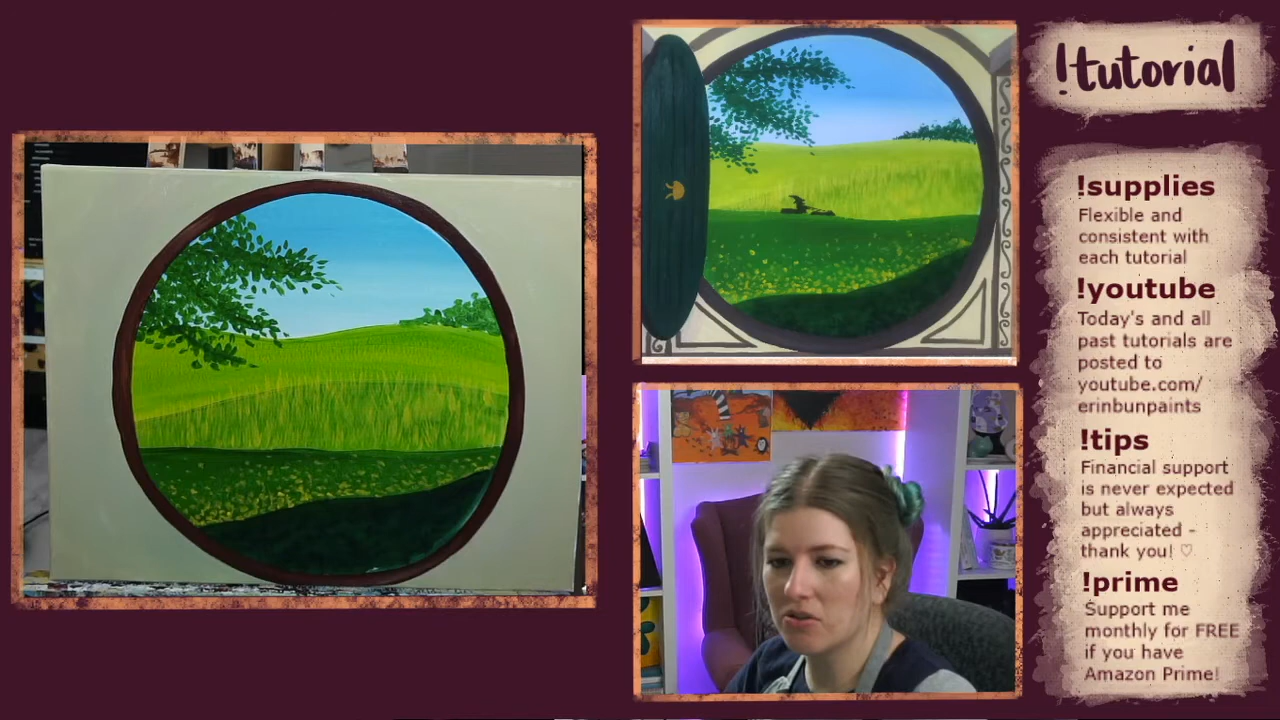 !tutorial
!supplies
Flexible and
consistent with
each tutorial
!youtube
Today's and all
past tutorials are
posted to
youtube.com/
erinbunpaints
!tips
Financial support
is never expected
but always
appreciated -
thank you! ♡
!prime
Support me
monthly for FREE
if you have
Amazon Prime!